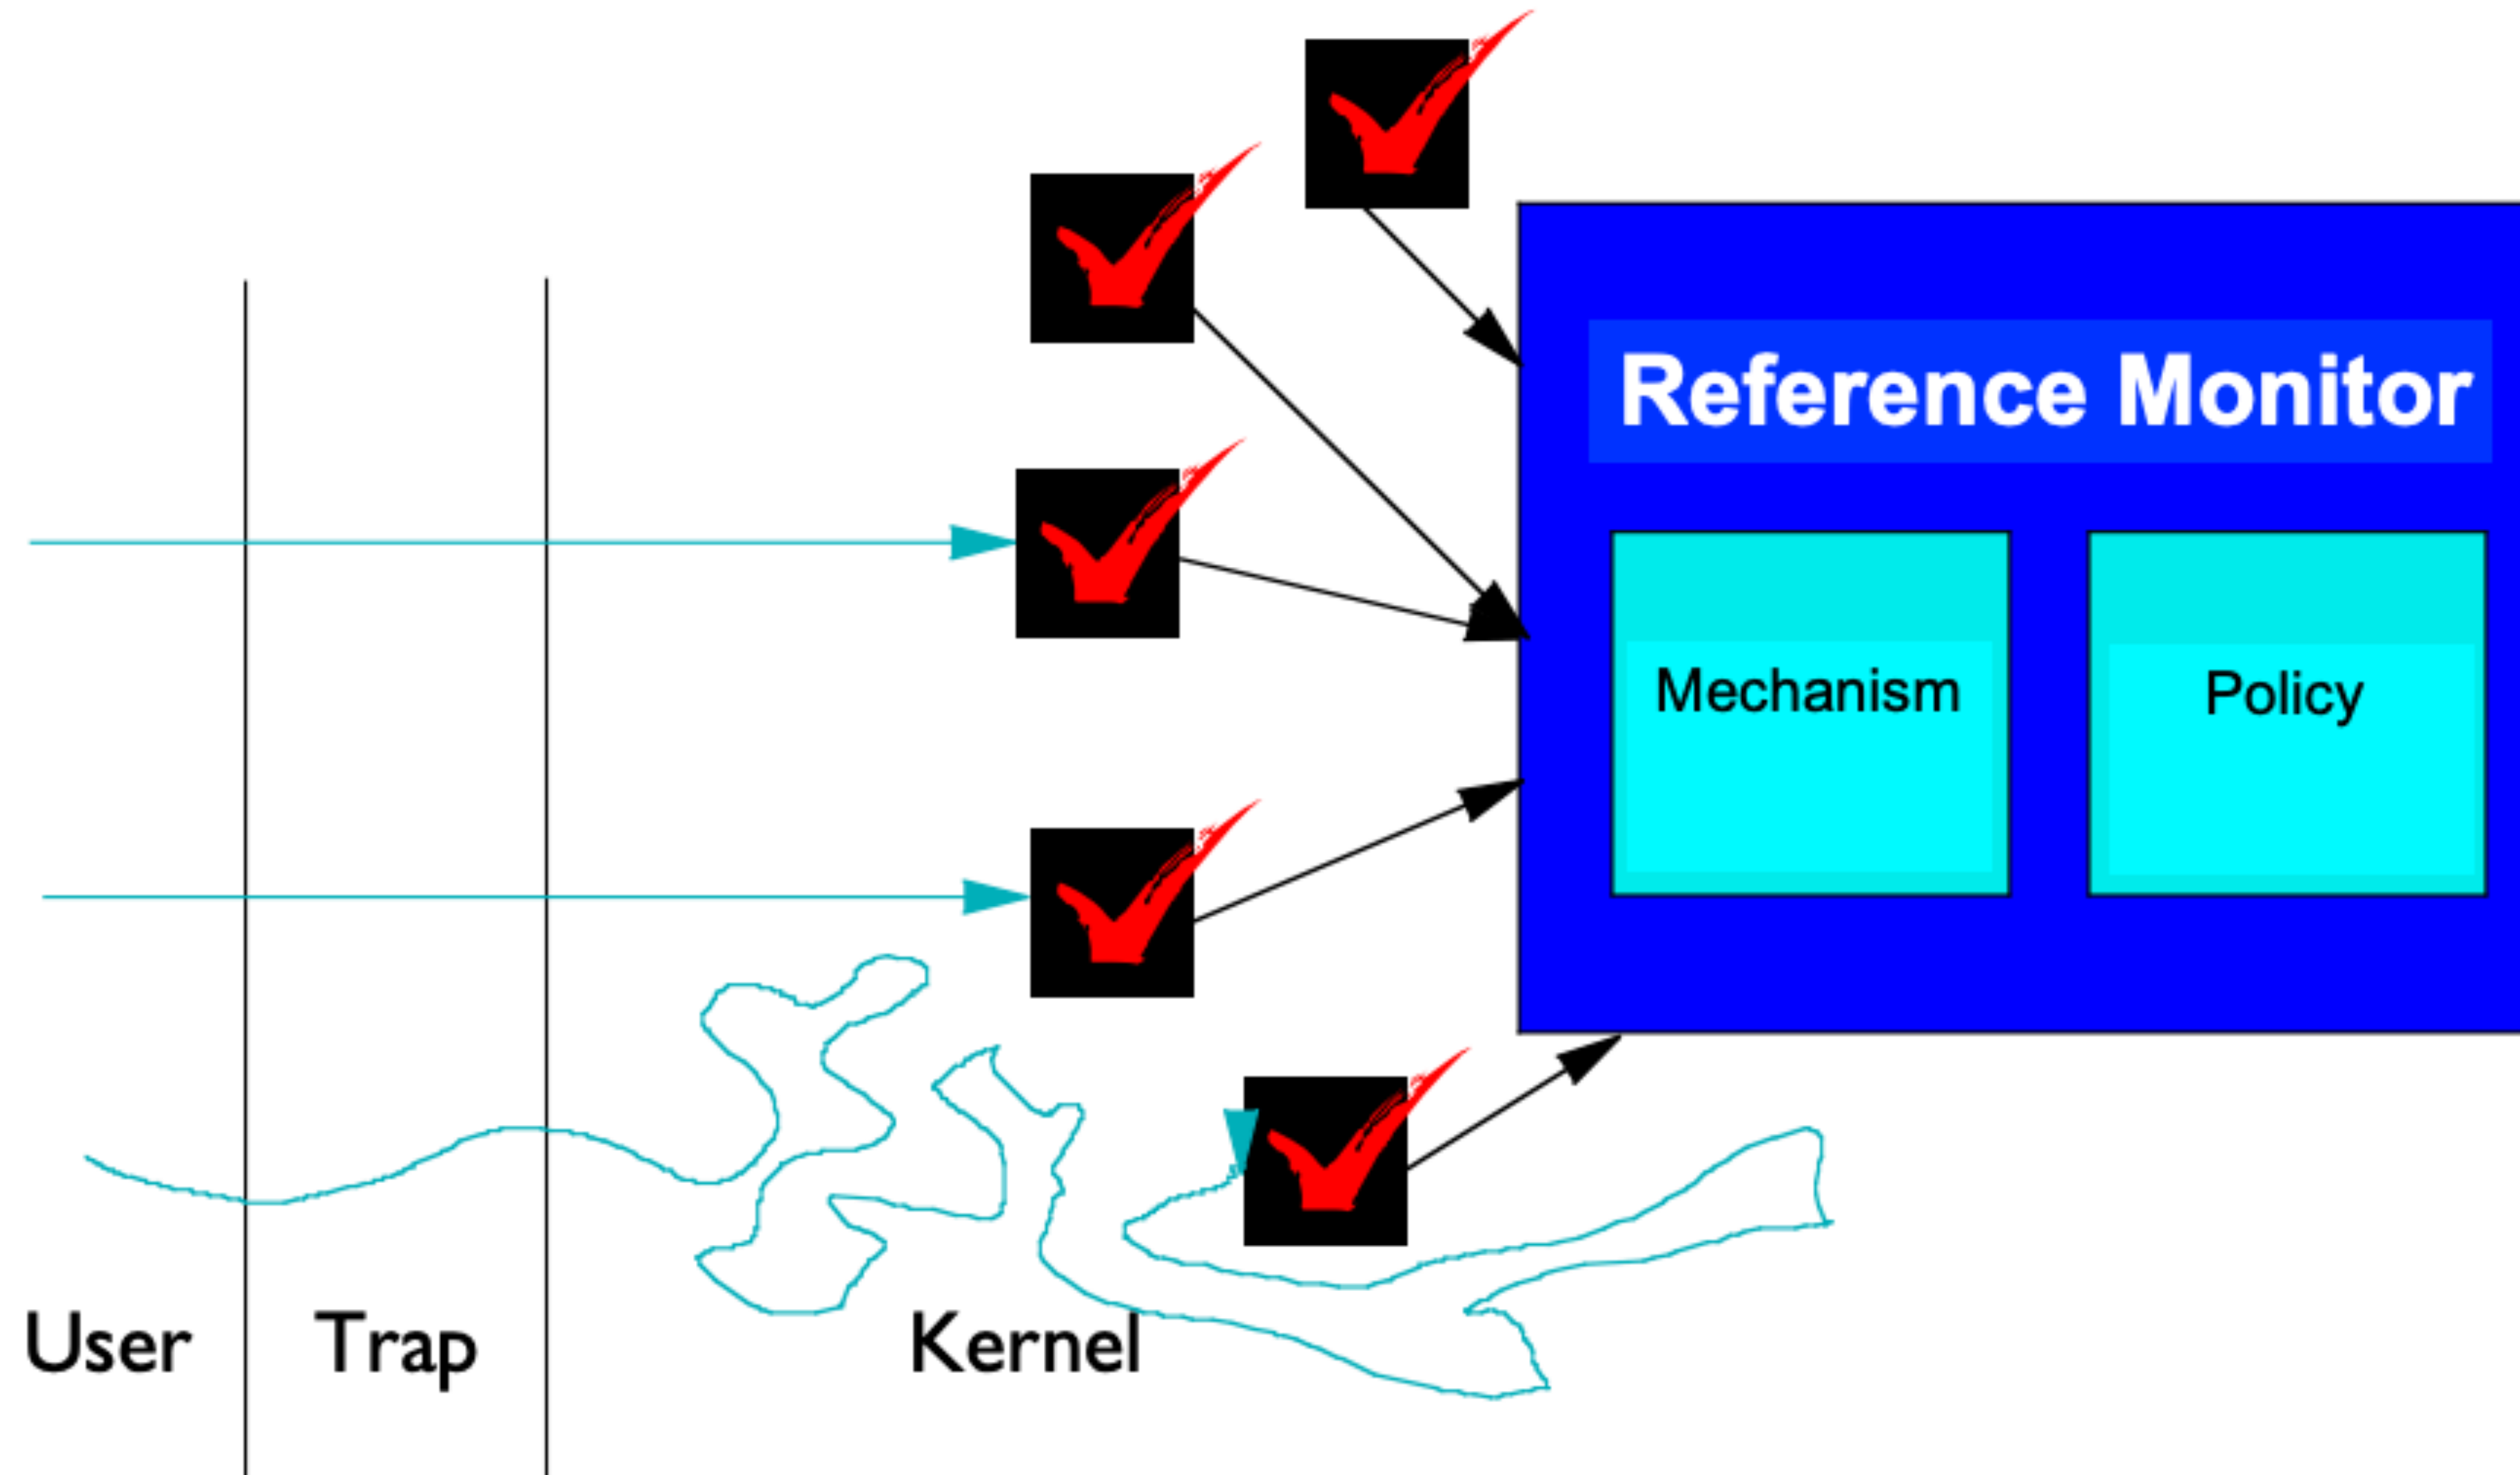 Reference Monitor
Mechanism
Policy
User
Trap
Kernel